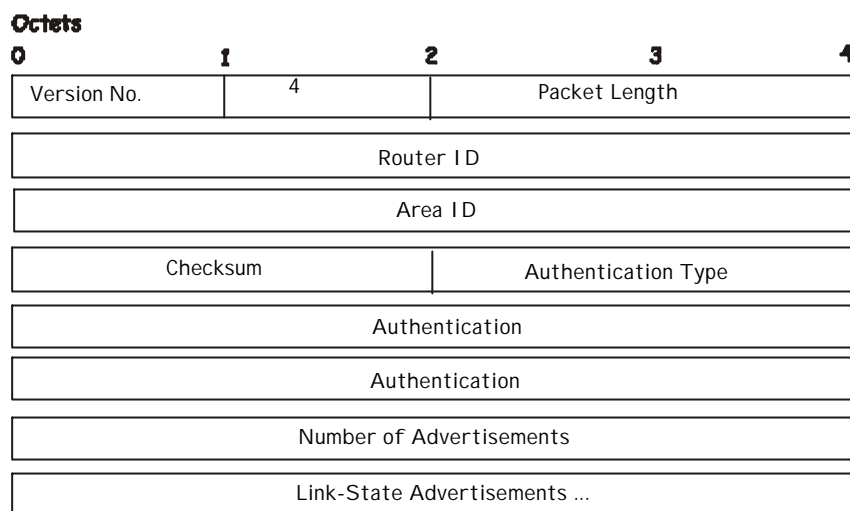 Octets
0 1 2 3 4
Version No. 4 Packet Length
Router ID
Area ID
Checksum Authentication Type
Authentication
Authentication
Number of Advertisements
Link-State Advertisements ...